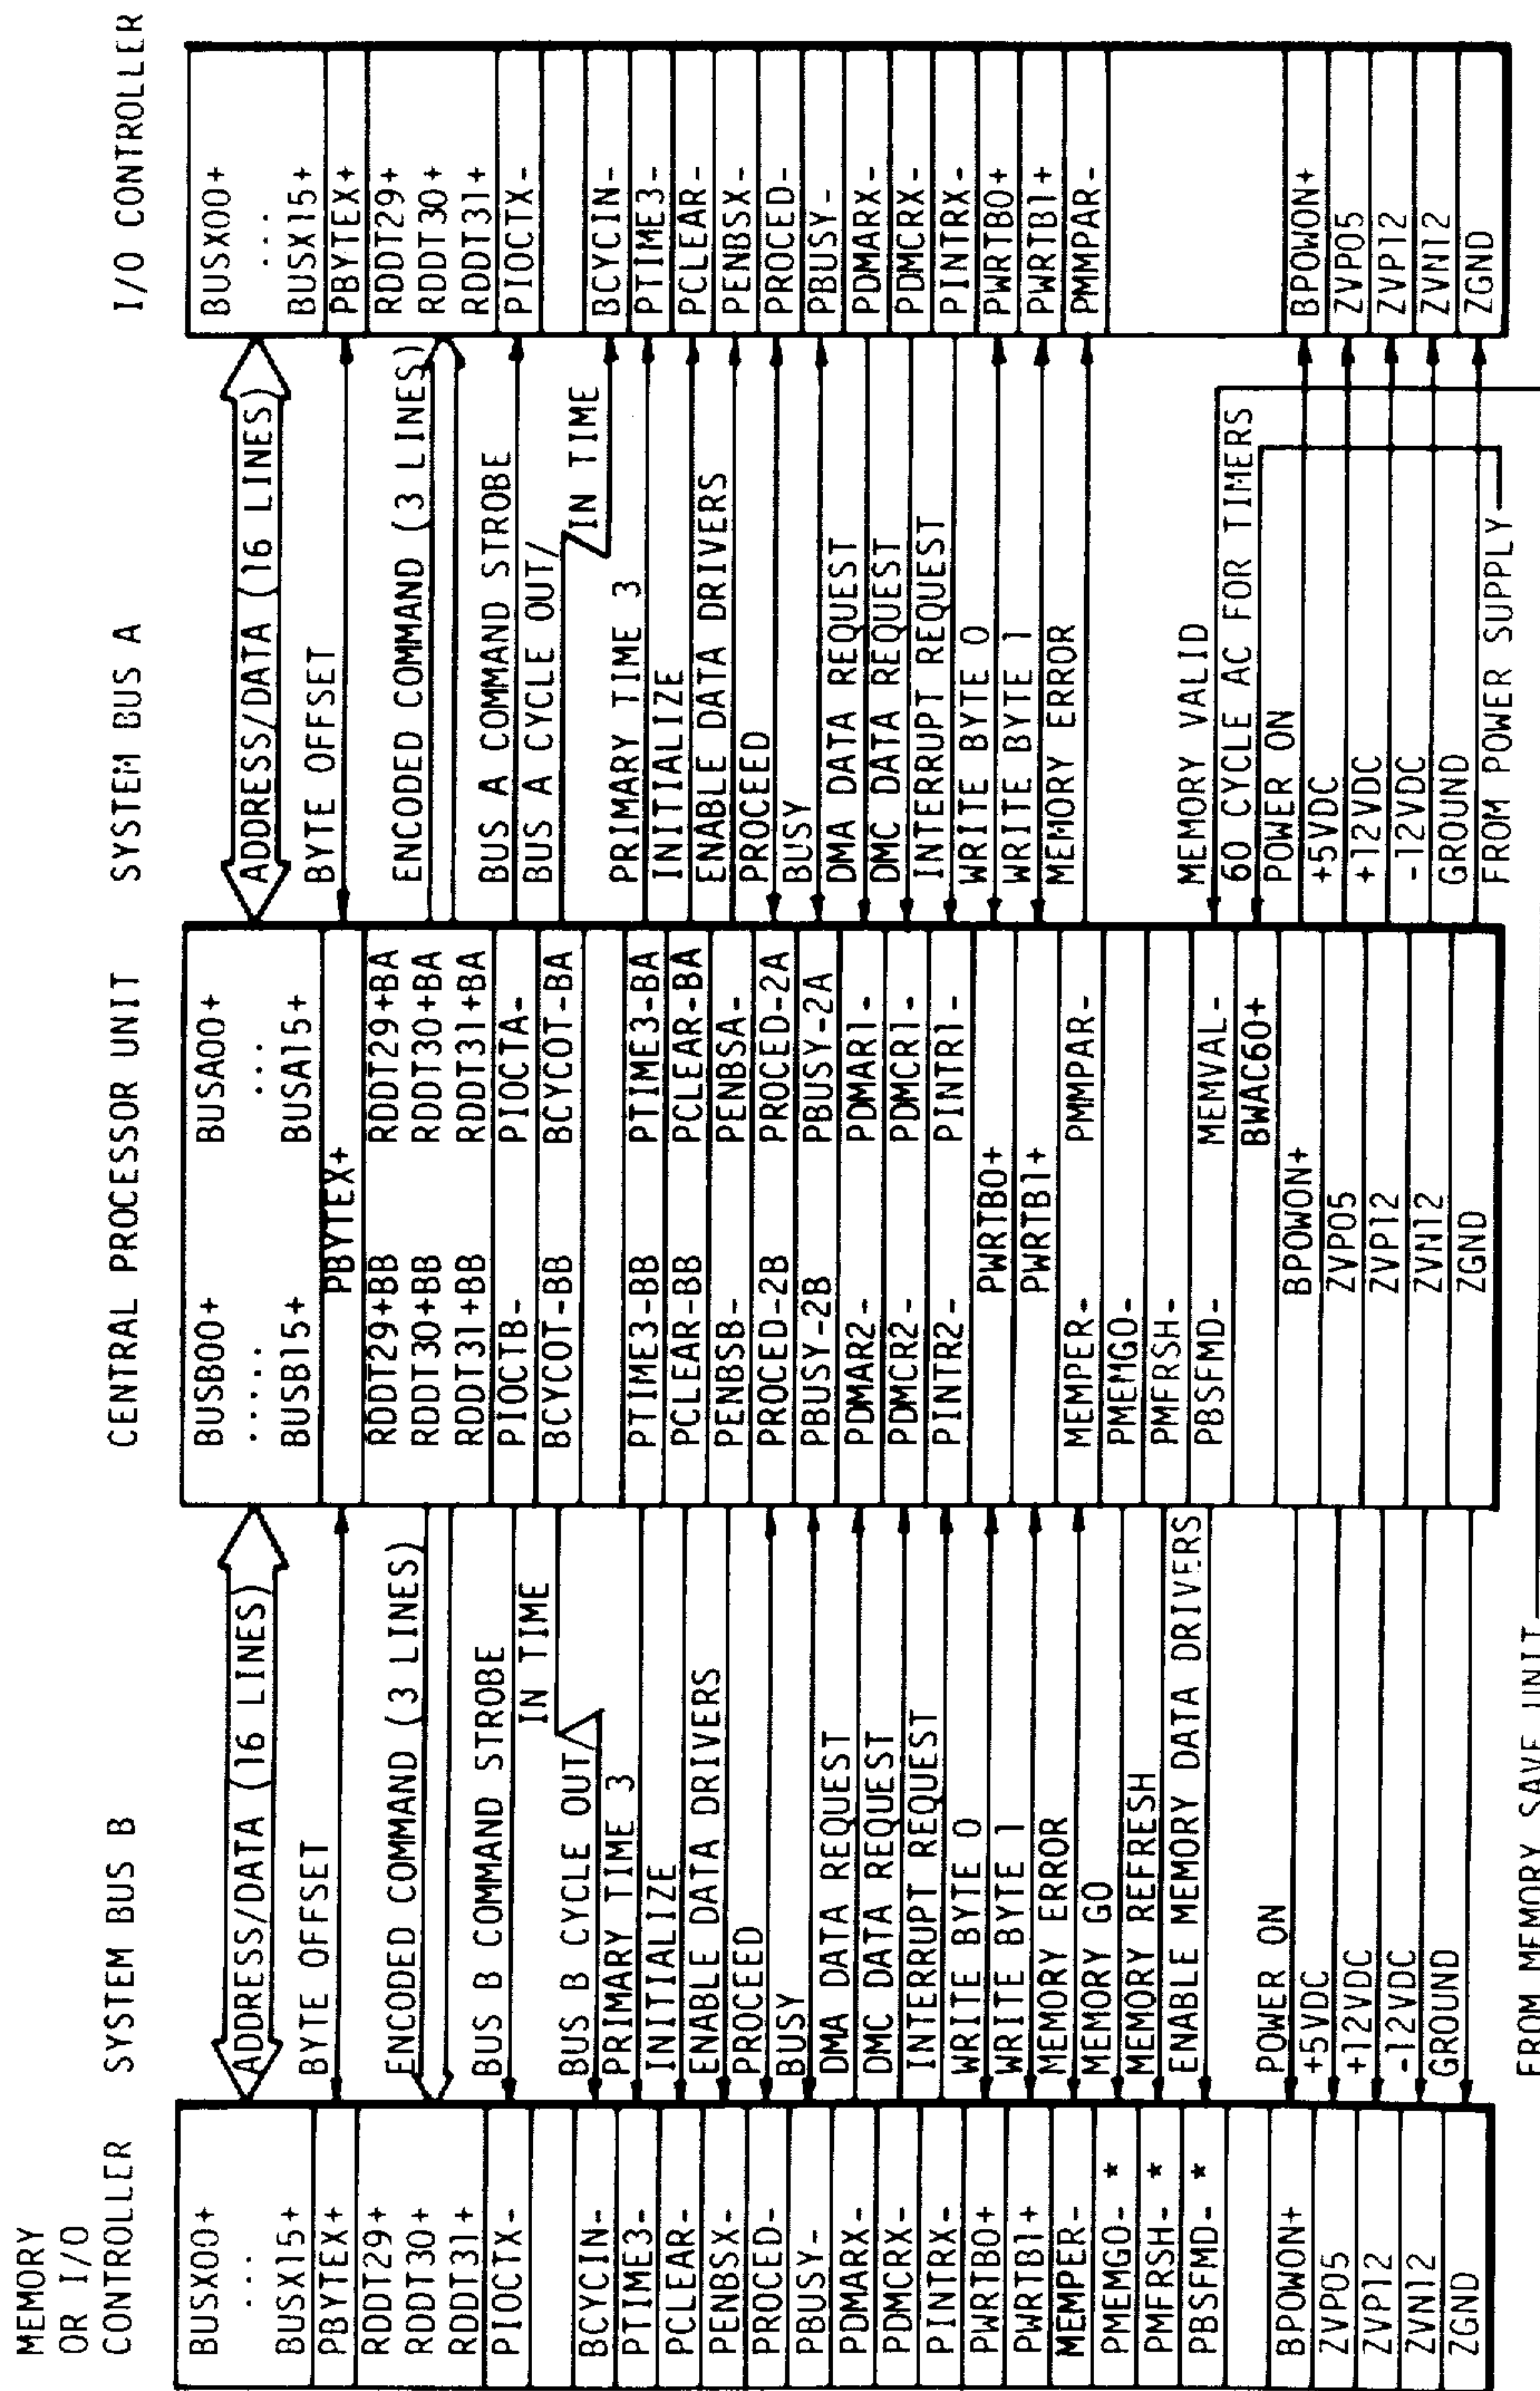 MEMORY
OR I/O
CONTROLLER
SYSTEM BUS B
CENTRAL PROCESSOR UNIT
SYSTEM BUS A
I/O CONTROLLER
BUSX00+
...
BUSX15+
PBYTEX+
RDDT29+
RDDT30+
RDDT31+
PIOCTX-
BCYCIN-
PTIME3-
PCLEAR-
PENBSX-
PROCED-
PBUSY-
PDMARX-
PDMCRX-
PINTRX-
PWRTB0+
PWRTB1+
MEMPER-
PMEMGO- *
PMFRSH- *
PBSFMD- *
BPOWON+
ZVP05
ZVP12
ZVN12
ZGND
ADDRESS/DATA (16 LINES)
BYTE OFFSET
ENCODED COMMAND (3 LINES)
BUS B COMMAND STROBE
IN TIME
BUS B CYCLE OUT/
PRIMARY TIME 3
INITIALIZE
ENABLE DATA DRIVERS
PROCEED
BUSY
DMA DATA REQUEST
DMC DATA REQUEST
INTERRUPT REQUEST
WRITE BYTE 0
WRITE BYTE 1
MEMORY ERROR
MEMORY GO
MEMORY REFRESH
ENABLE MEMORY DATA DRIVERS
POWER ON
+5VDC
+12VDC
-12VDC
GROUND
FROM MEMORY SAVE UNIT
BUSB00+ BUSA00+
..... ...
BUSB15+ BUSA15+
PBYTEX+
RDDT29+BB RDDT29+BA
RDDT30+BB RDDT30+BA
RDDT31+BB RDDT31+BA
PIOCTB- PIOCTA-
BCYCOT-BB BCYCOT-BA
PTIME3-BB PTIME3-BA
PCLEAR-BB PCLEAR-BA
PENBSB- PENBSA-
PROCED-2B PROCED-2A
PBUSY-2B PBUSY-2A
PDMAR2- PDMAR1-
PDMCR2- PDMCR1-
PINTR2- PINTR1-
PWRTB0+
PWRTB1+
MEMPER- PMMPAR-
PMEMGO-
PMFRSH-
PBSFMD- MEMVAL-
BWAC60+
BPOWON+
ZVP05
ZVP12
ZVN12
ZGND
ADDRESS/DATA (16 LINES)
BYTE OFFSET
ENCODED COMMAND (3 LINES)
BUS A COMMAND STROBE
BUS A CYCLE OUT/
IN TIME
PRIMARY TIME 3
INITIALIZE
ENABLE DATA DRIVERS
PROCEED
BUSY
DMA DATA REQUEST
DMC DATA REQUEST
INTERRUPT REQUEST
WRITE BYTE 0
WRITE BYTE 1
MEMORY ERROR
MEMORY VALID
60 CYCLE AC FOR TIMERS
POWER ON
+5VDC
+12VDC
-12VDC
GROUND
FROM POWER SUPPLY
BUSX00+
...
BUSX15+
PBYTEX+
RDDT29+
RDDT30+
RDDT31+
PIOCTX-
BCYCIN-
PTIME3-
PCLEAR-
PENBSX-
PROCED-
PBUSY-
PDMARX-
PDMCRX-
PINTRX-
PWRTB0+
PWRTB1+
PMMPAR-
BPOWON+
ZVP05
ZVP12
ZVN12
ZGND